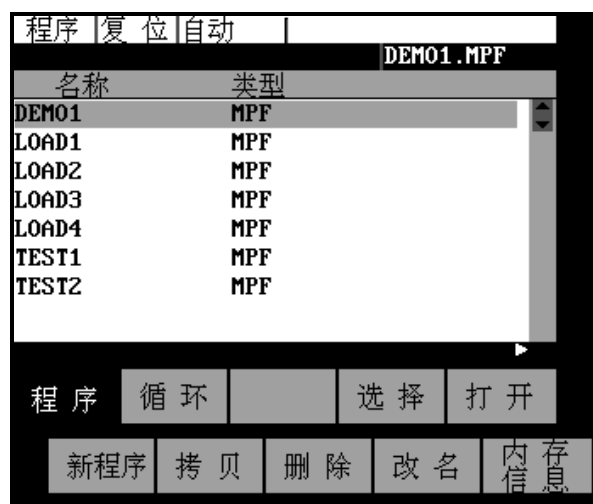 程序 复 位 自动
DEMO1.MPF
名称 类型
DEMO1 MPF
LOAD1 MPF
LOAD2 MPF
LOAD3 MPF
LOAD4 MPF
TEST1 MPF
TEST2 MPF
程 序 循 环 选 择 打 开
新程序 拷 贝 删 除 改 名 内 存
信 息